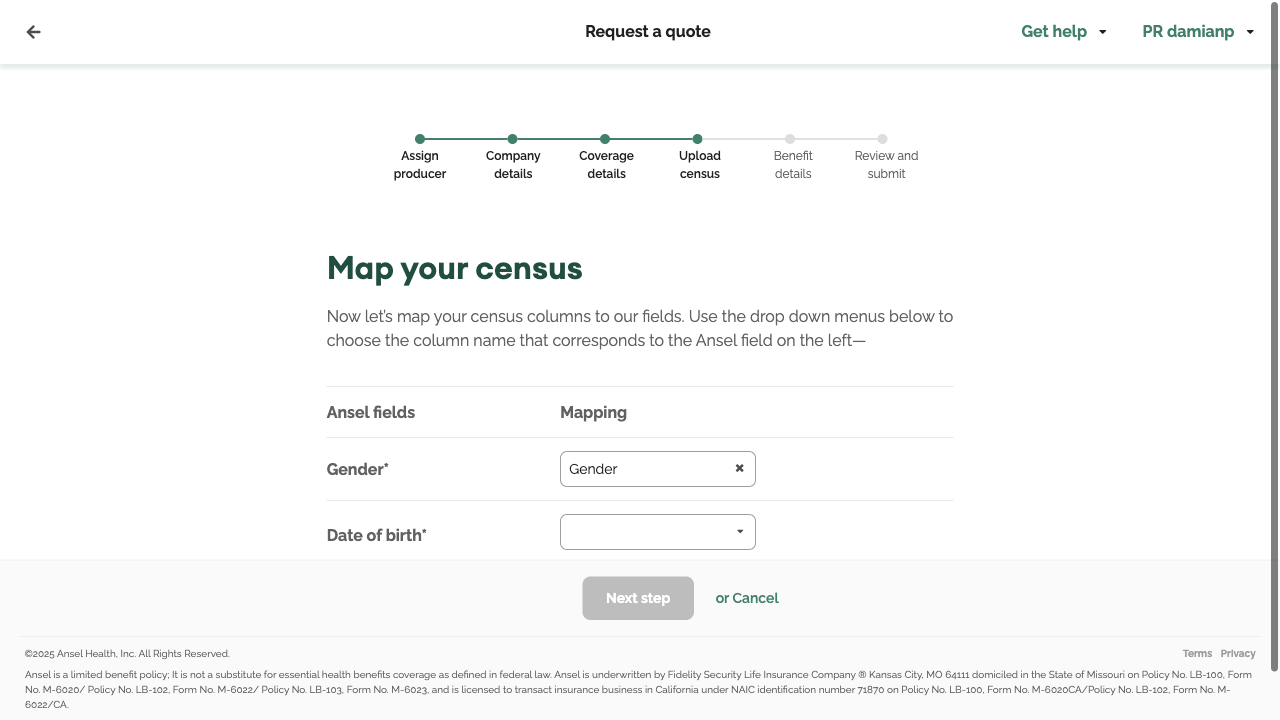 Request a quote
Get help
PR damianp
Assign
producer
Company
details
Coverage
details
Upload
census
Benefit
details
Review and
submit
Map your census
Now let's map your census columns to our fields. Use the drop down menus below to
choose the column name that corresponds to the Ansel field on the left—
Ansel fields
Mapping
Gender*
Gender
Date of birth*
Next step
or Cancel
©2025 Ansel Health, Inc. All Rights Reserved.
Terms
Privacy
Ansel is a limited benefit policy; It is not a substitute for essential health benefits coverage as defined in federal law. Ansel is underwritten by Fidelity Security Life Insurance Company ® Kansas City, MO 64111 domiciled in the State of Missouri on Policy No. LB-100, Form
No. M-6020/ Policy No. LB-102, Form No. M-6022/ Policy No. LB-103, Form No. M-6023, and is licensed to transact insurance business in California under NAIC identification number 71870 on Policy No. LB-100, Form No. M-6020CA/Policy No. LB-102, Form No. M-
6022/CA.